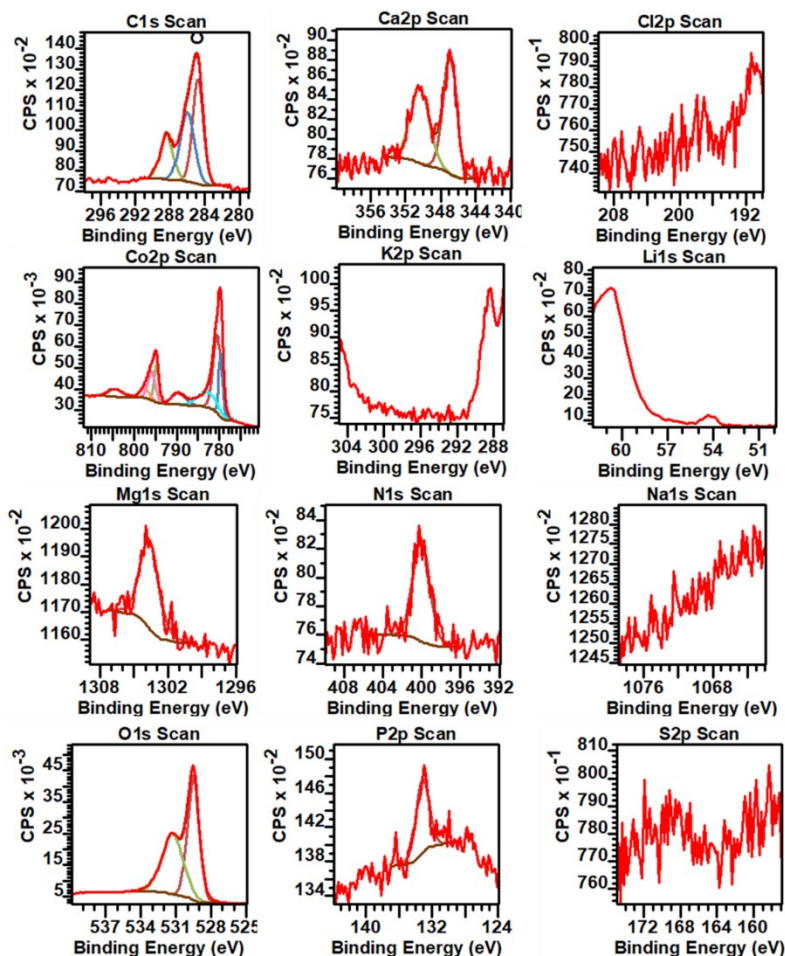 C1s Scan
CPS x 10-2
140
130
120
110
100
90
80
70
C
296 292 288 284 280
Binding Energy (eV)
Ca2p Scan
CPS x 10-2
90
88
86
84
82
80
78
76
356 352 348 344 340
Binding Energy (eV)
Cl2p Scan
CPS x 10-1
800
790
780
770
760
750
740
208 200 192
Binding Energy (eV)
Co2p Scan
CPS x 10-3
90
80
70
60
50
40
30
810 800 790 780
Binding Energy (eV)
K2p Scan
CPS x 10-2
100
95
90
85
80
75
304 300 296 292 288
Binding Energy (eV)
Li1s Scan
CPS x 10-2
80
70
60
50
40
30
20
10
60 57 54 51
Binding Energy (eV)
Mg1s Scan
CPS x 10-2
1200
1190
1180
1170
1160
1308 1302 1296
Binding Energy (eV)
N1s Scan
CPS x 10-2
84
82
80
78
76
74
408 404 400 396 392
Binding Energy (eV)
Na1s Scan
CPS x 10-2
1280
1275
1270
1265
1260
1255
1250
1245
1076 1068
Binding Energy (eV)
O1s Scan
CPS x 10-3
45
35
25
15
5
537 534 531 528 525
Binding Energy (eV)
P2p Scan
CPS x 10-2
150
146
142
138
134
140 132 124
Binding Energy (eV)
S2p Scan
CPS x 10-1
810
800
790
780
770
760
172 168 164 160
Binding Energy (eV)